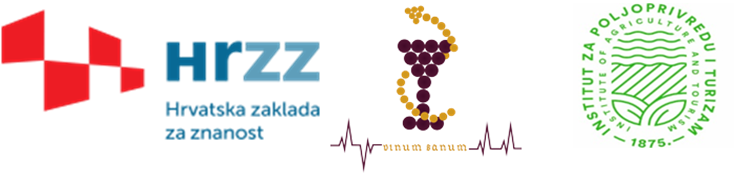 HRZZ
Hrvatska zaklada
za znanost
vinum sanum
INSTITUT ZA POLJOPRIVREDU I TURIZAM
INSTITUTE OF AGRICULTURE AND TOURISM
— 1875.—